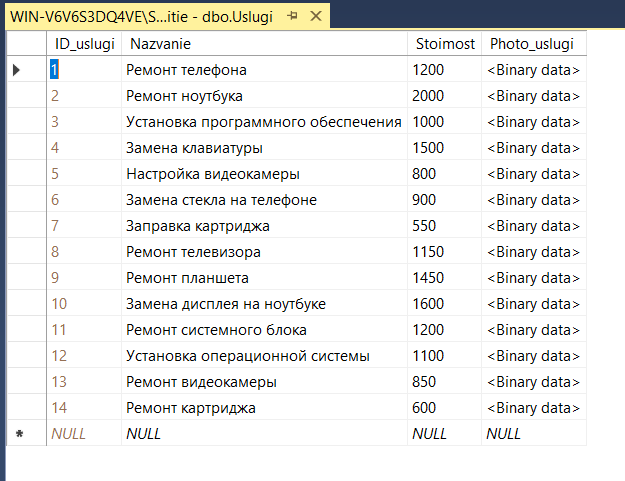 WIN-V6V6S3DQ4VE\S...itie - dbo.Uslugi
ID_uslugi Nazvanie Stoimost Photo_uslugi
1 Ремонт телефона 1200 <Binary data>
2 Ремонт ноутбука 2000 <Binary data>
3 Установка программного обеспечения 1000 <Binary data>
4 Замена клавиатуры 1500 <Binary data>
5 Настройка видеокамеры 800 <Binary data>
6 Замена стекла на телефоне 900 <Binary data>
7 Заправка картриджа 550 <Binary data>
8 Ремонт телевизора 1150 <Binary data>
9 Ремонт планшета 1450 <Binary data>
10 Замена дисплея на ноутбуке 1600 <Binary data>
11 Ремонт системного блока 1200 <Binary data>
12 Установка операционной системы 1100 <Binary data>
13 Ремонт видеокамеры 850 <Binary data>
14 Ремонт картриджа 600 <Binary data>
* NULL NULL NULL NULL